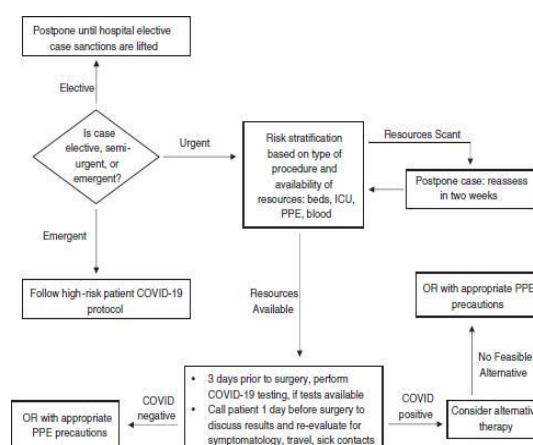 Postpone until hospital elective
case sanctions are lifted
Elective
Is case
elective, semi-
urgent, or
emergent?
Urgent
Risk stratification
based on type of
procedure and
availability of
resources: beds, ICU,
PPE, blood
Resources Scant
Postpone case: reassess
in two weeks
Emergent
Follow high-risk patient COVID-19
protocol
Resources
Available
OR with appropriate PPE
precautions
No Feasible
Alternative
• 3 days prior to surgery, perform
COVID-19 testing, if tests available
• Call patient 1 day before surgery to
discuss results and re-evaluate for
symptomatology, travel, sick contacts
COVID
negative
OR with appropriate
PPE precautions
COVID
positive
Consider alternative
therapy